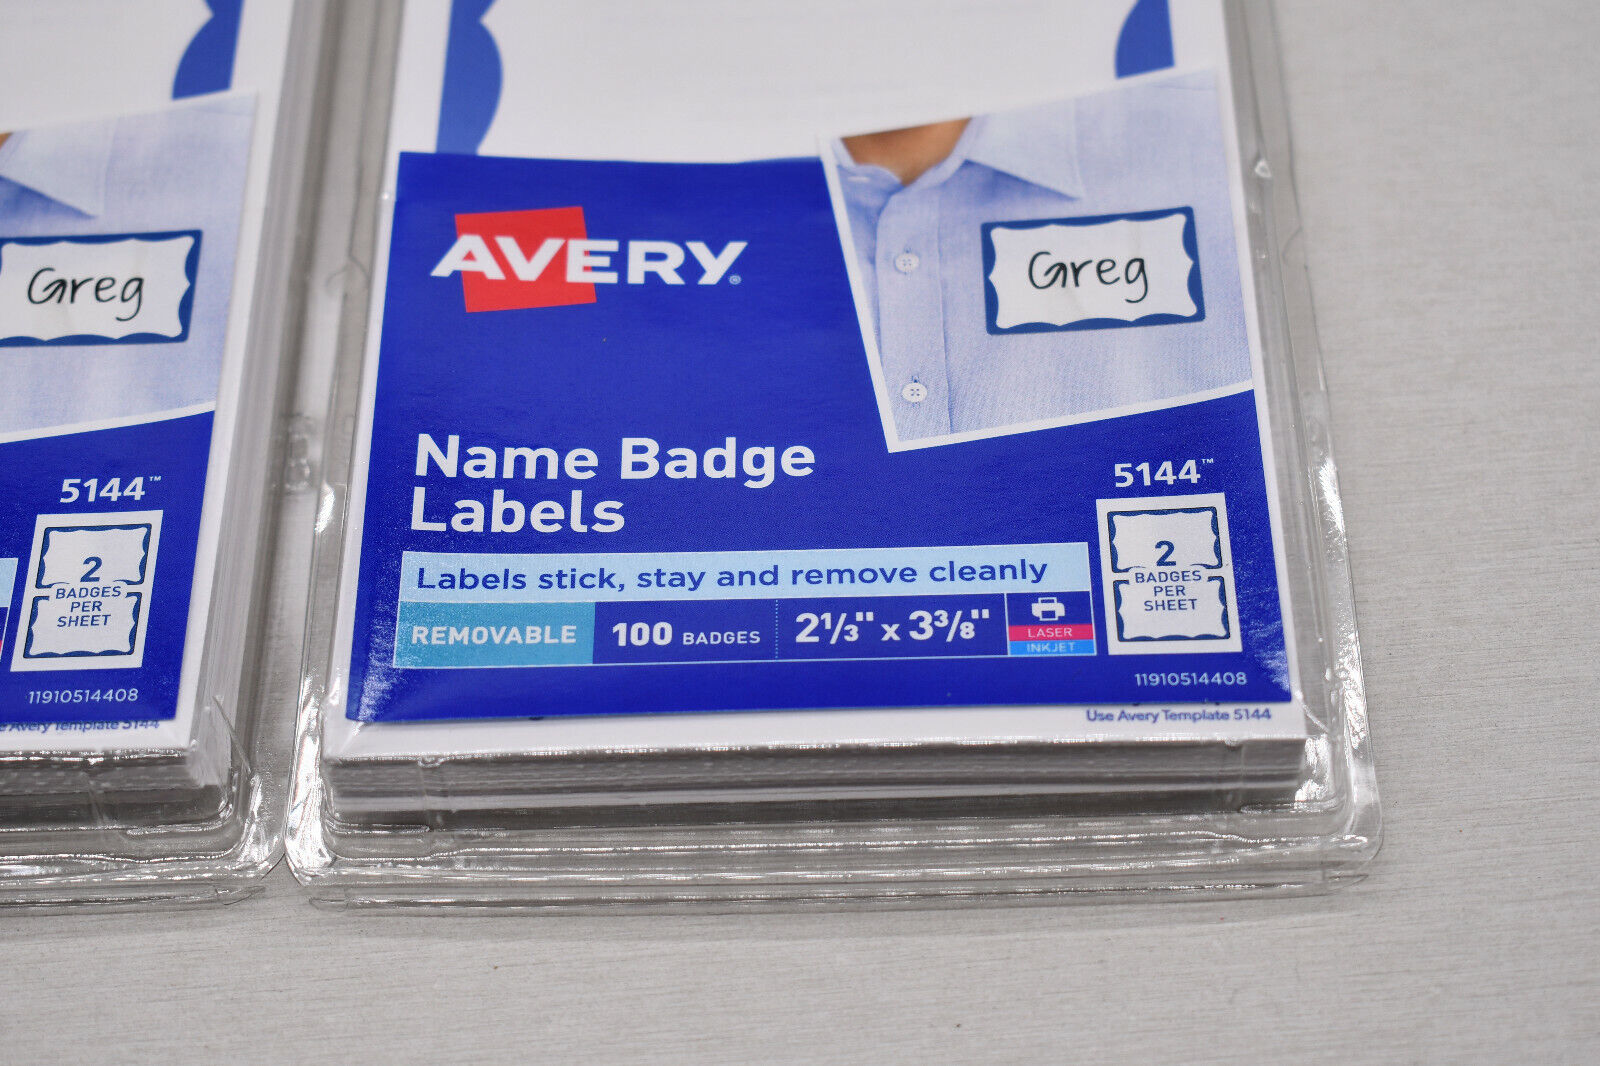 Greg
5144™
2
BADGES
PER
SHEET
11910514408
Avery Template 5144
AVERY®
Greg
Name Badge
Labels
5144™
2
BADGES
PER
SHEET
Labels stick, stay and remove cleanly
REMOVABLE
100 BADGES
2⅓" x 3⅜"
LASER
INKJET
11910514408
Use Avery Template 5144